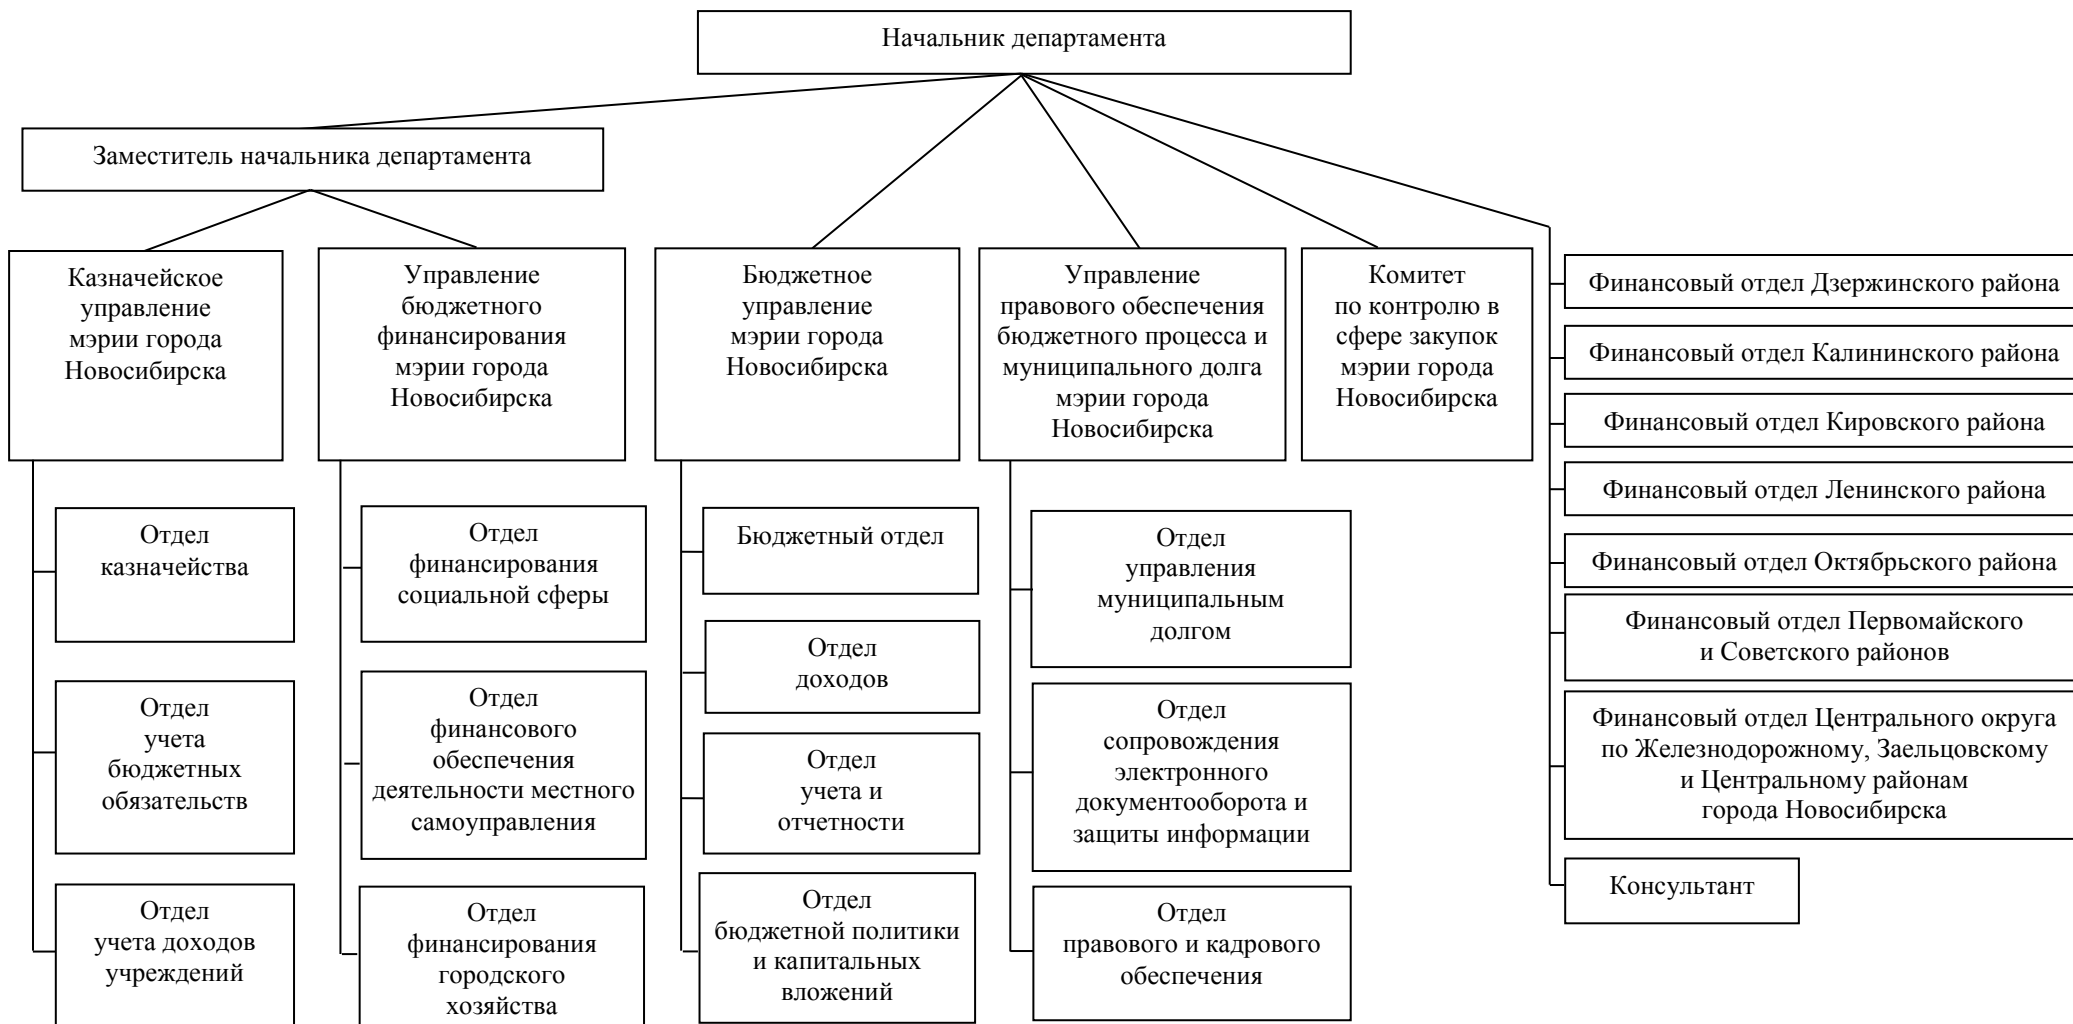 Начальник департамента
Заместитель начальника департамента
Казначейское
управление
мэрии города
Новосибирска
Управление
бюджетного
финансирования
мэрии города
Новосибирска
Бюджетное
управление
мэрии города
Новосибирска
Управление
правового обеспечения
бюджетного процесса и
муниципального долга
мэрии города
Новосибирска
Комитет
по контролю в
сфере закупок
мэрии города
Новосибирска
Финансовый отдел Дзержинского района
Финансовый отдел Калининского района
Финансовый отдел Кировского района
Финансовый отдел Ленинского района
Финансовый отдел Октябрьского района
Финансовый отдел Первомайского
и Советского районов
Финансовый отдел Центрального округа
по Железнодорожному, Заельцовскому
и Центральному районам
города Новосибирска
Консультант
Отдел
казначейства
Отдел
учета
бюджетных
обязательств
Отдел
учета доходов
учреждений
Отдел
финансирования
социальной сферы
Отдел
финансового
обеспечения
деятельности местного
самоуправления
Отдел
финансирования
городского
хозяйства
Бюджетный отдел
Отдел
доходов
Отдел
учета и
отчетности
Отдел
бюджетной политики
и капитальных
вложений
Отдел
управления
муниципальным
долгом
Отдел
сопровождения
электронного
документооборота и
защиты информации
Отдел
правового и кадрового
обеспечения